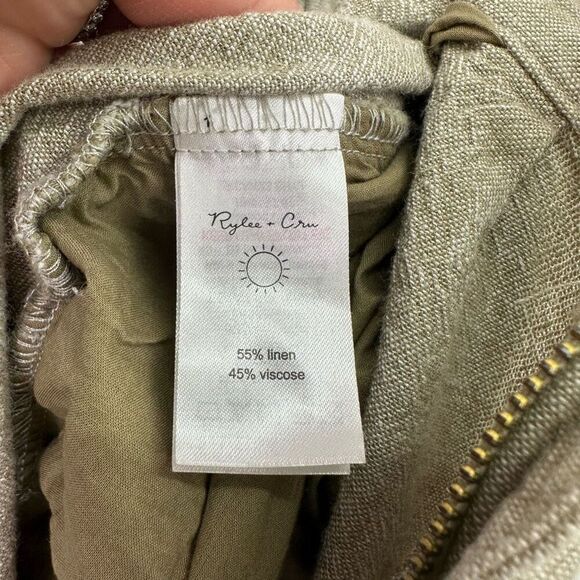 Rylee + Cru
55% linen
45% viscose